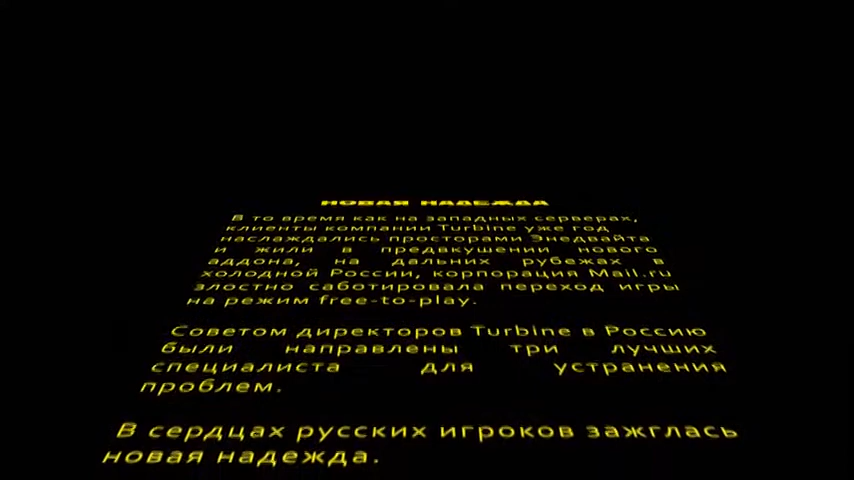 НОВАЯ НАДЕЖДА
В то время как на западных серверах,
клиенты компании Turbine уже год
наслаждались просторами Энедвайта
и жили в предвкушении нового
аддона, на дальних рубежах в
холодной России, корпорация Mail.ru
злостно саботировала переход игры
на режим free-to-play.
Советом директоров Turbine в Россию
были направлены три лучших
специалиста для устранения
проблем.
В сердцах русских игроков зажглась
новая надежда.